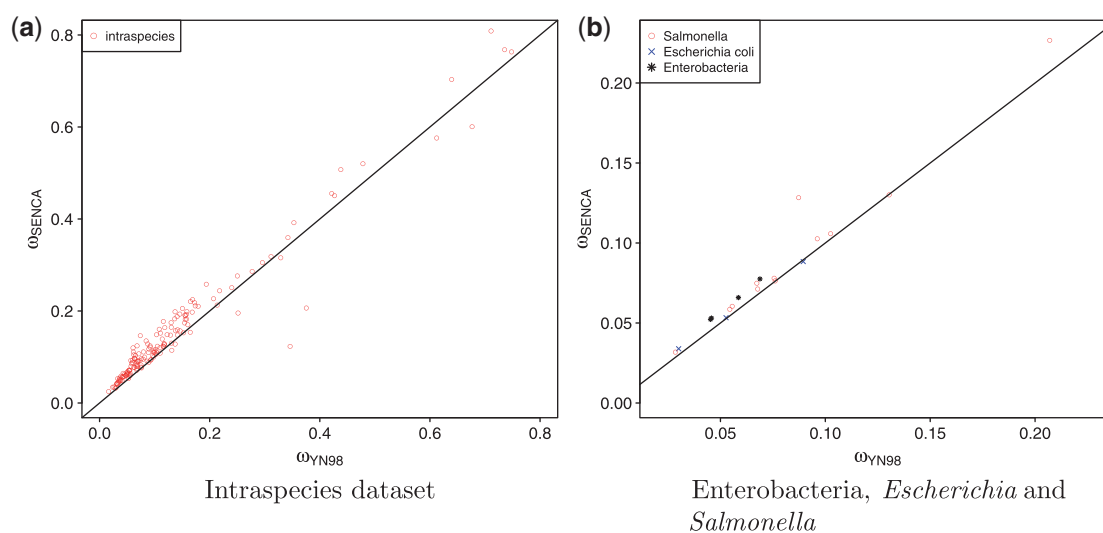 (a)
intraspecies
0.8
0.6
0.4
0.2
0.0
ωSENCA
0.0 0.2 0.4 0.6 0.8
ωYN98
Intraspecies dataset
(b)
Salmonella
Escherichia coli
Enterobacteria
0.20
0.15
0.10
0.05
0.00
ωSENCA
0.05 0.10 0.15 0.20
ωYN98
Enterobacteria, Escherichia and
Salmonella